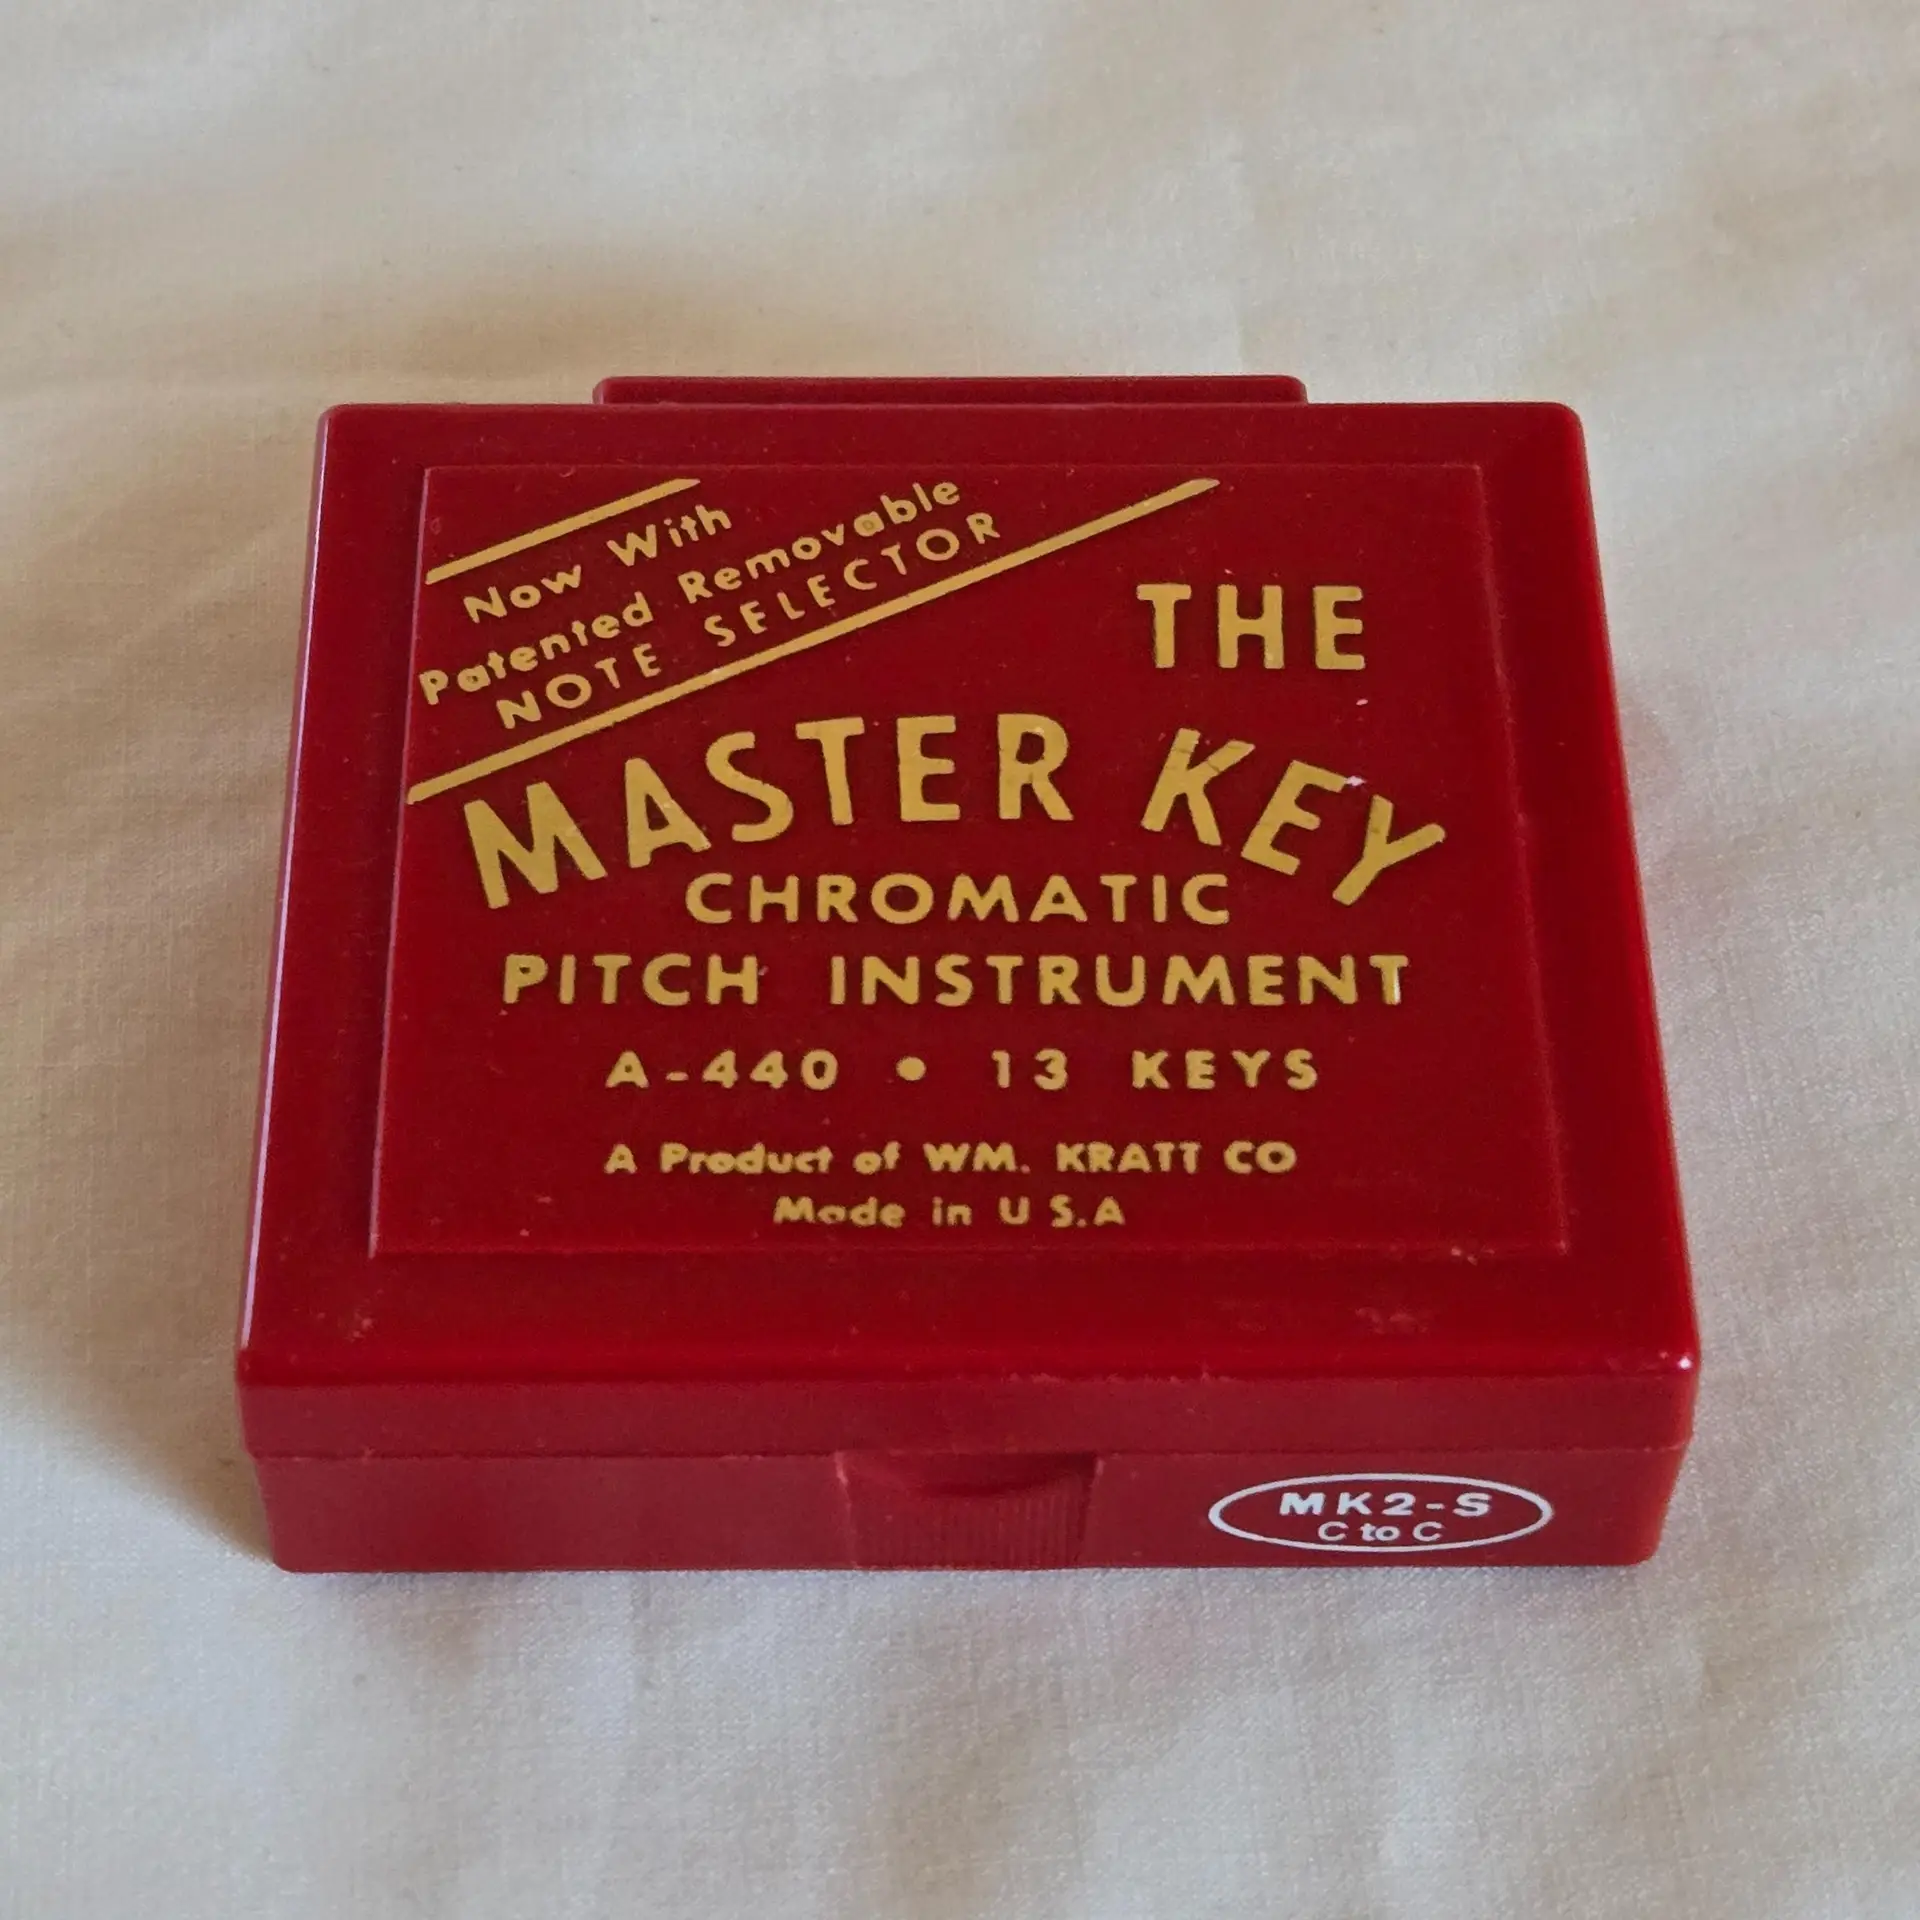 Now With
Patented Removable
NOTE SELECTOR
THE
MASTER KEY
CHROMATIC
PITCH INSTRUMENT
A-440 • 13 KEYS
A Product of WM. KRATT CO
Made in U S.A
MK2-S
C to C